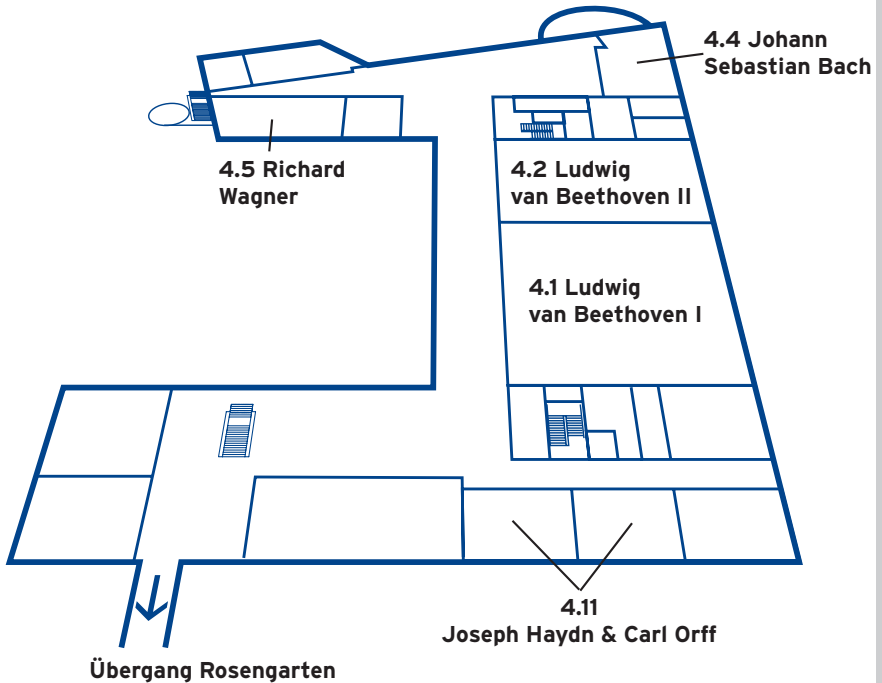 4.4 Johann
Sebastian Bach
4.5 Richard
Wagner
4.2 Ludwig
van Beethoven II
4.1 Ludwig
van Beethoven I
4.11
Joseph Haydn & Carl Orff
Übergang Rosengarten